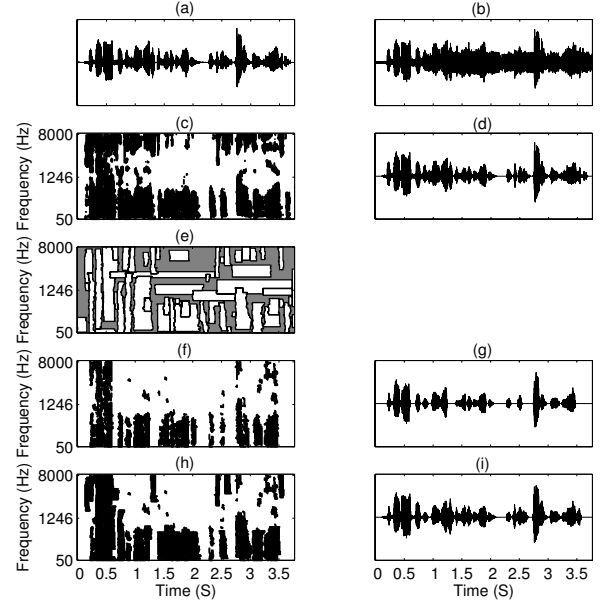 (a) (b)
(c) (d)
Frequency (Hz) 8000 1246 50
(e)
Frequency (Hz) 8000 1246 50
(f) (g)
Frequency (Hz) 8000 1246 50
(h) (i)
Frequency (Hz) 8000 1246 50
0 0.5 1 1.5 2 2.5 3 3.5 0 0.5 1 1.5 2 2.5 3 3.5
Time (S) Time (S)